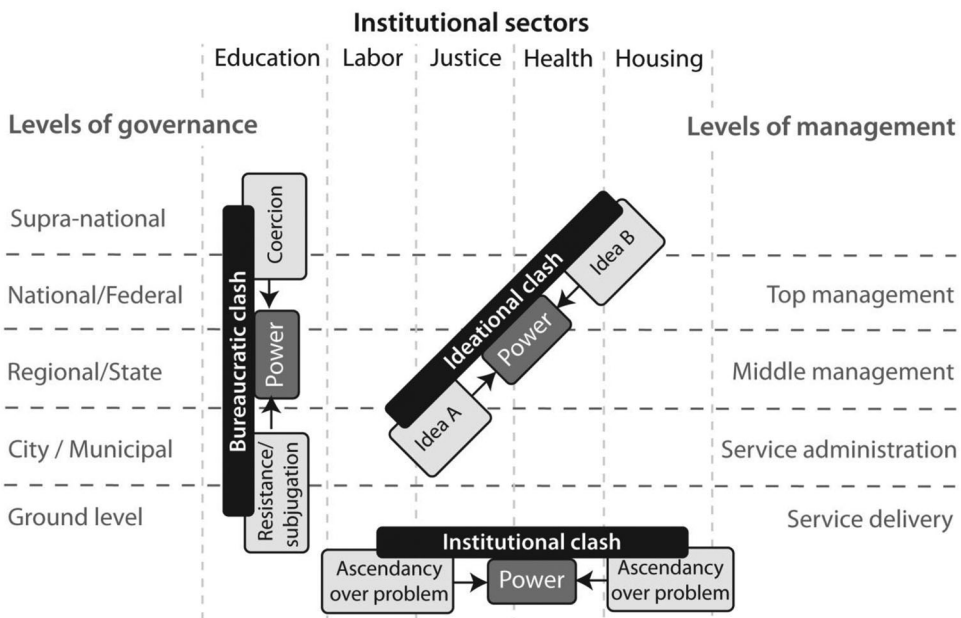 Institutional sectors
Education
Labor
Justice
Health
Housing
Levels of governance
Levels of management
Supra-national
National/Federal
Regional/State
City / Municipal
Ground level
Top management
Middle management
Service administration
Service delivery
Bureaucratic clash
Coercion
Power
Resistance/
subjugation
Ideational clash
Idea B
Power
Idea A
Institutional clash
Ascendancy
over problem
Power
Ascendancy
over problem